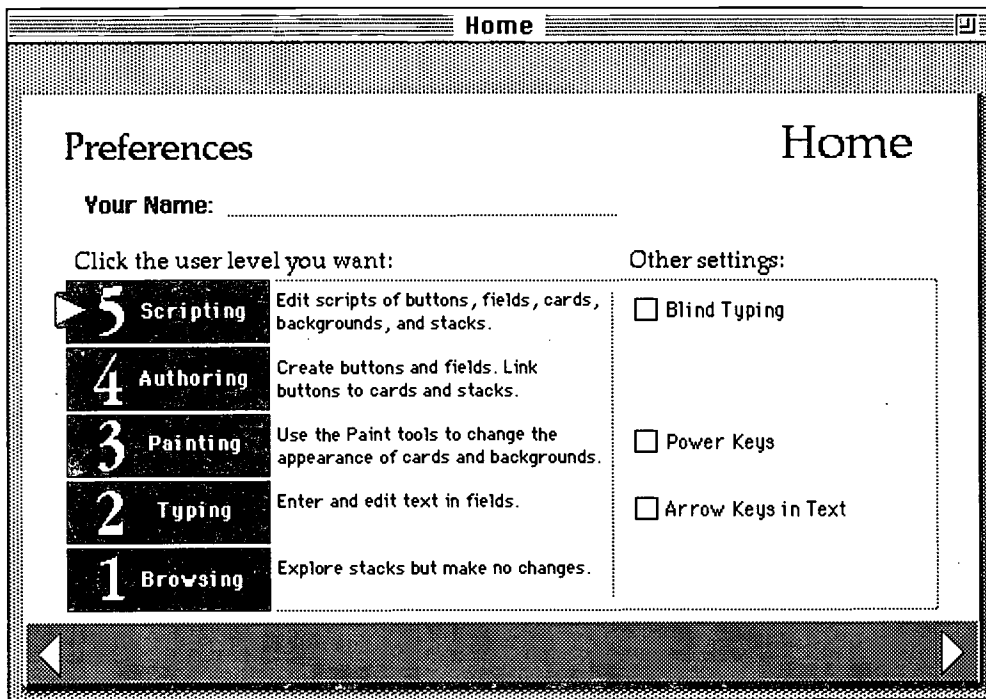 Home
Preferences
Home
Your Name:
Click the user level you want:
Other settings:
5 Scripting
Edit scripts of buttons, fields, cards,
backgrounds, and stacks.
Blind Typing
4 Authoring
Create buttons and fields. Link
buttons to cards and stacks.
3 Painting
Use the Paint tools to change the
appearance of cards and backgrounds.
Power Keys
2 Typing
Enter and edit text in fields.
Arrow Keys in Text
1 Browsing
Explore stacks but make no changes.